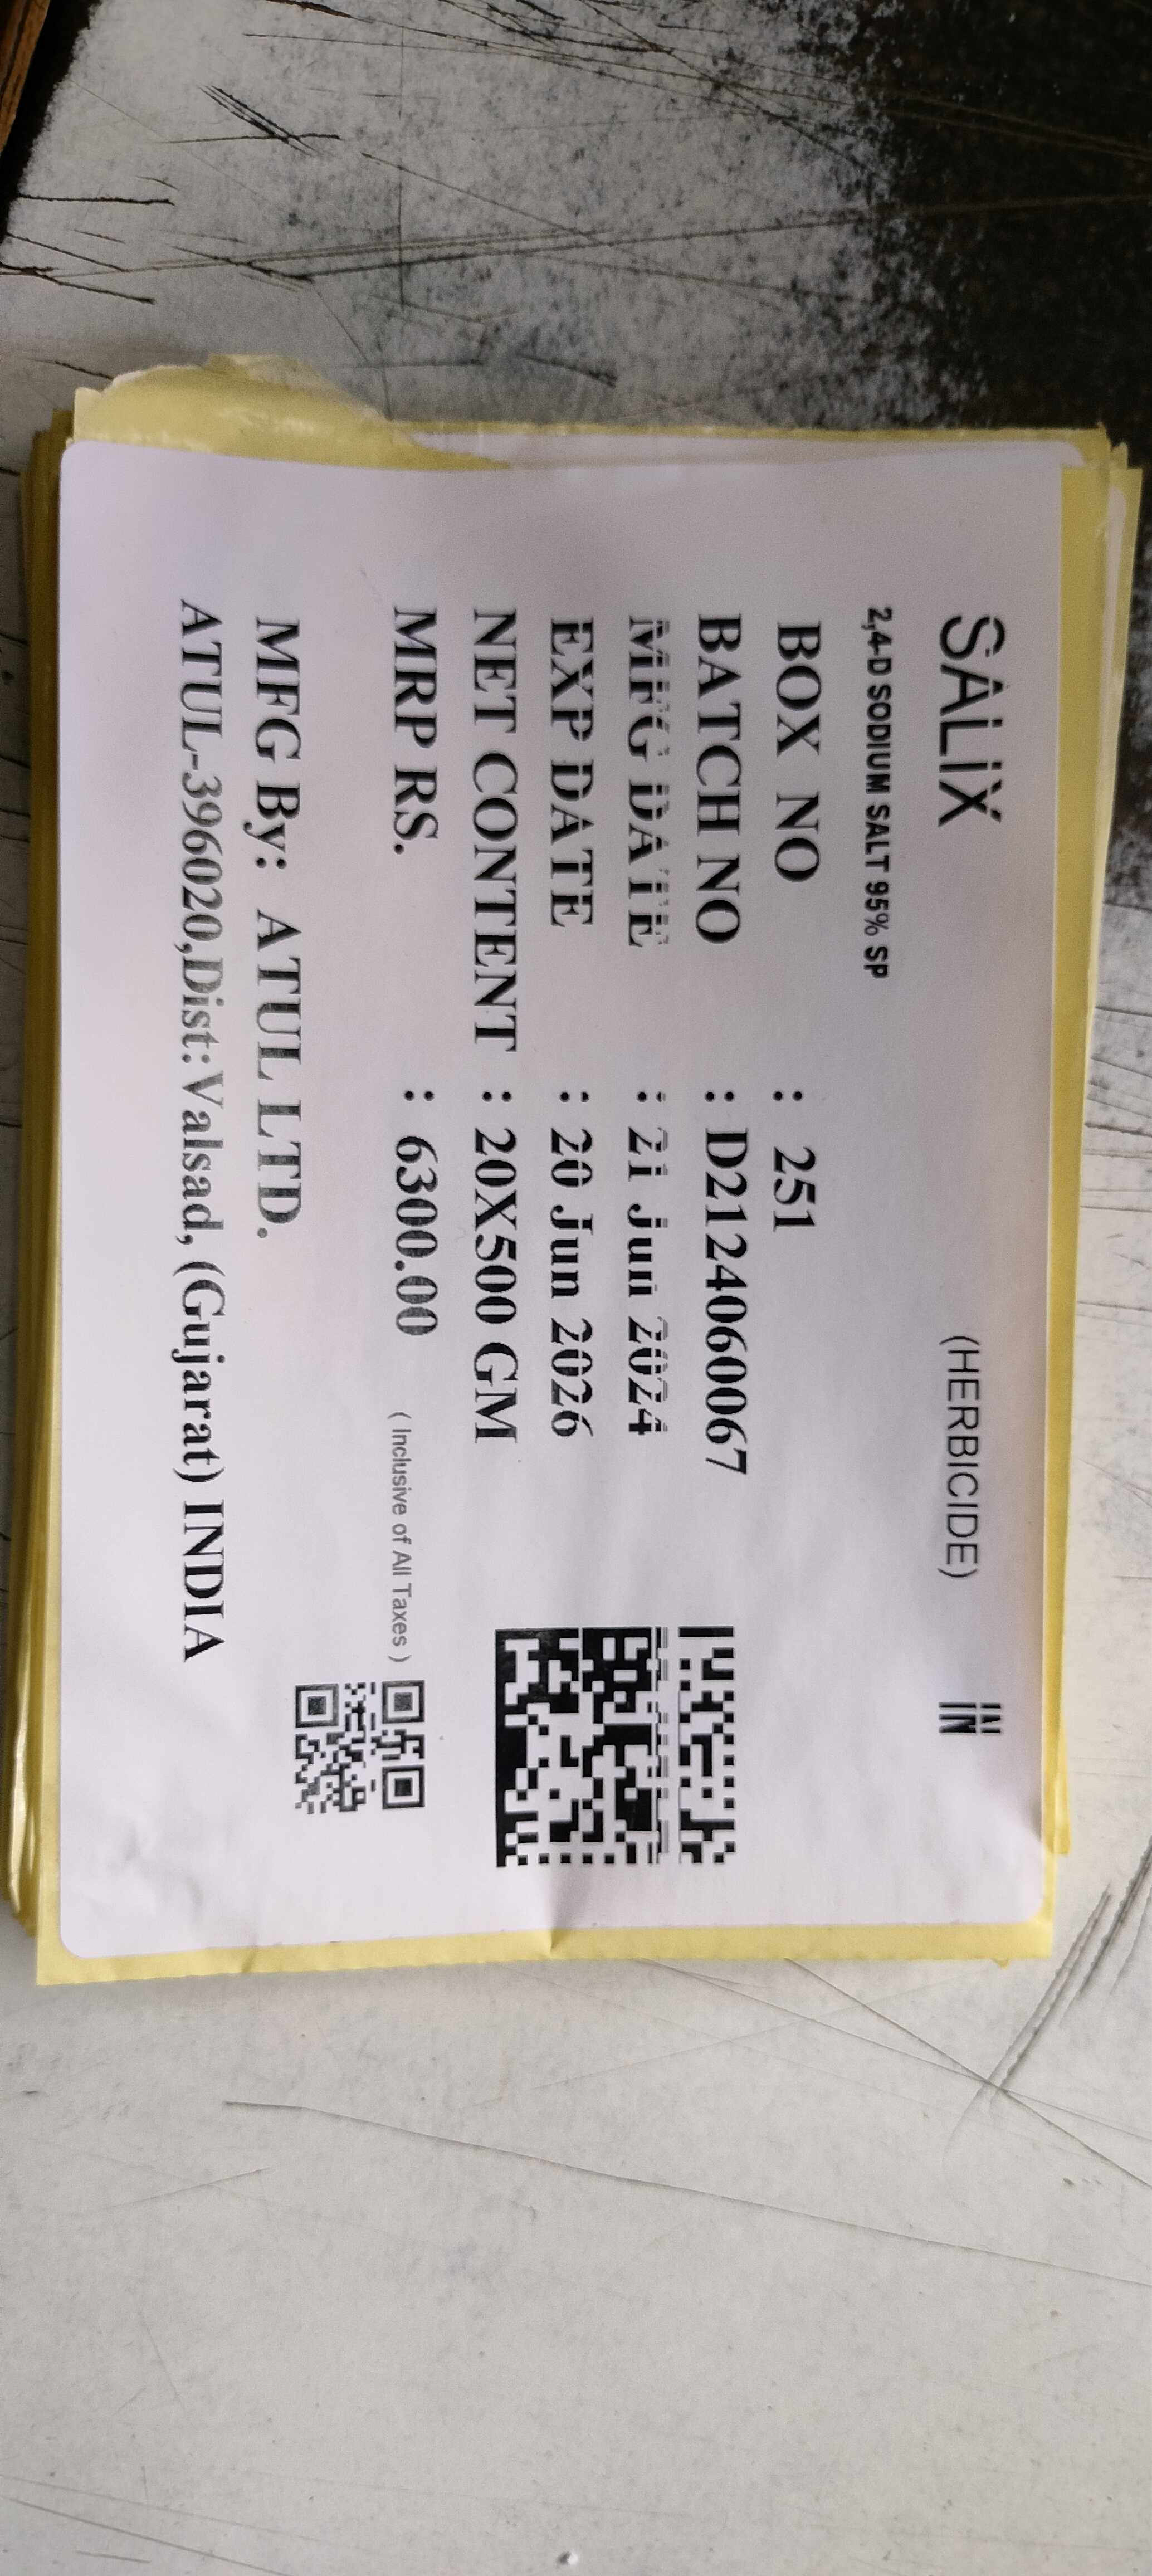 SALIX (HERBICIDE) IN
2,4-D SODIUM SALT 95% SP
BOX NO : 251
BATCH NO : D2124060067
MFG DATE : 21 Jun 2024
EXP DATE : 20 Jun 2026
NET CONTENT : 20X500 GM
MRP RS. : 6300.00 ( Inclusive of All Taxes )
MFG By: ATUL LTD.
ATUL-396020,Dist:Valsad, (Gujarat) INDIA